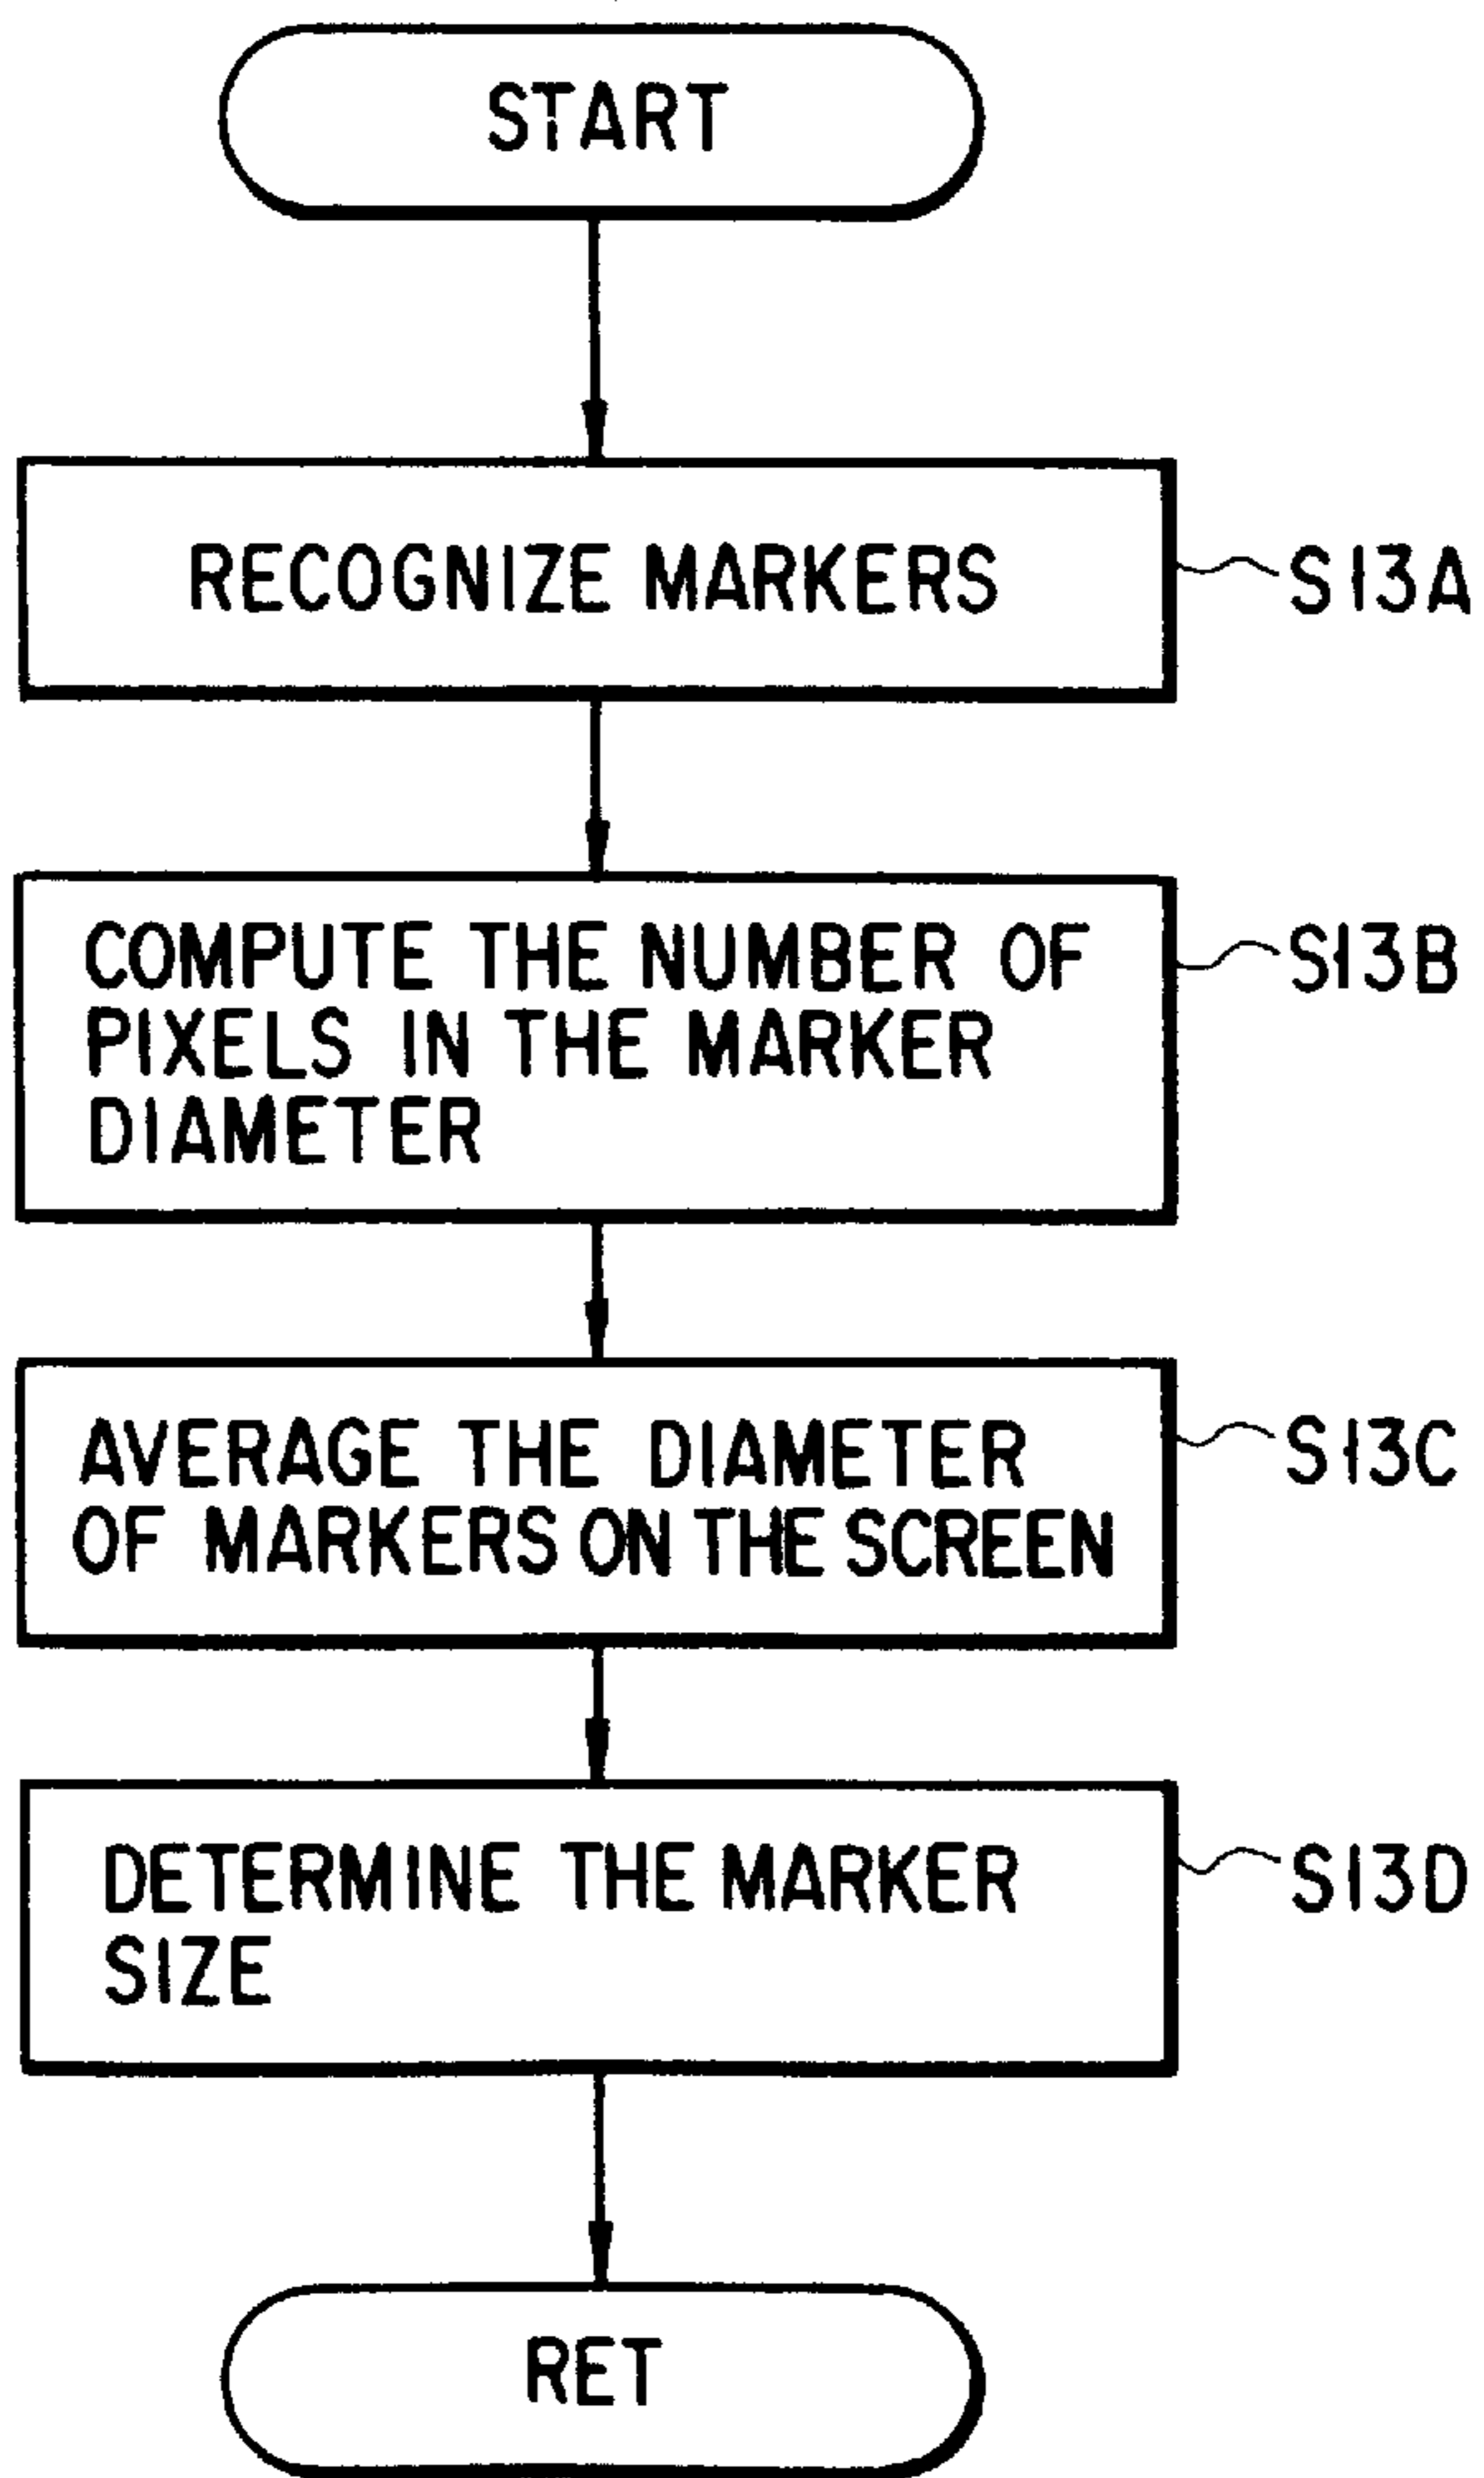 START
RECOGNIZE MARKERS
S13A
COMPUTE THE NUMBER OF
PIXELS IN THE MARKER
DIAMETER
S13B
AVERAGE THE DIAMETER
OF MARKERS ON THE SCREEN
S13C
DETERMINE THE MARKER
SIZE
S13D
RET